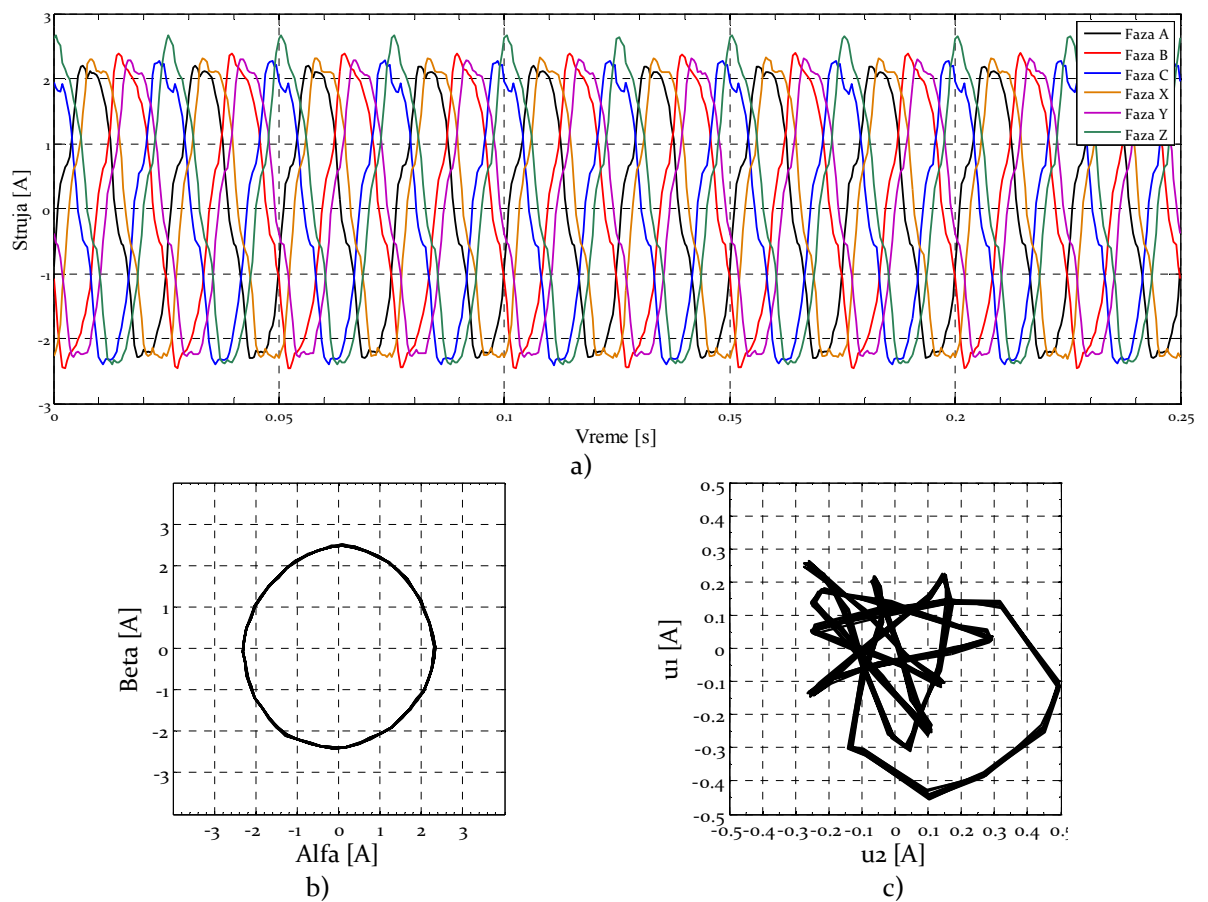 3
2
1
0
-1
-2
-3
Struja [A]
Faza A
Faza B
Faza C
Faza X
Faza Y
Faza Z
0 0.05 0.1 0.15 0.2 0.25
Vreme [s]
a)
3
2
1
0
-1
-2
-3
Beta [A]
-3 -2 -1 0 1 2 3
Alfa [A]
b)
0.5
0.4
0.3
0.2
0.1
0
-0.1
-0.2
-0.3
-0.4
-0.5
u1 [A]
-0.5 -0.4 -0.3 -0.2 -0.1 0 0.1 0.2 0.3 0.4
u2 [A]
c)